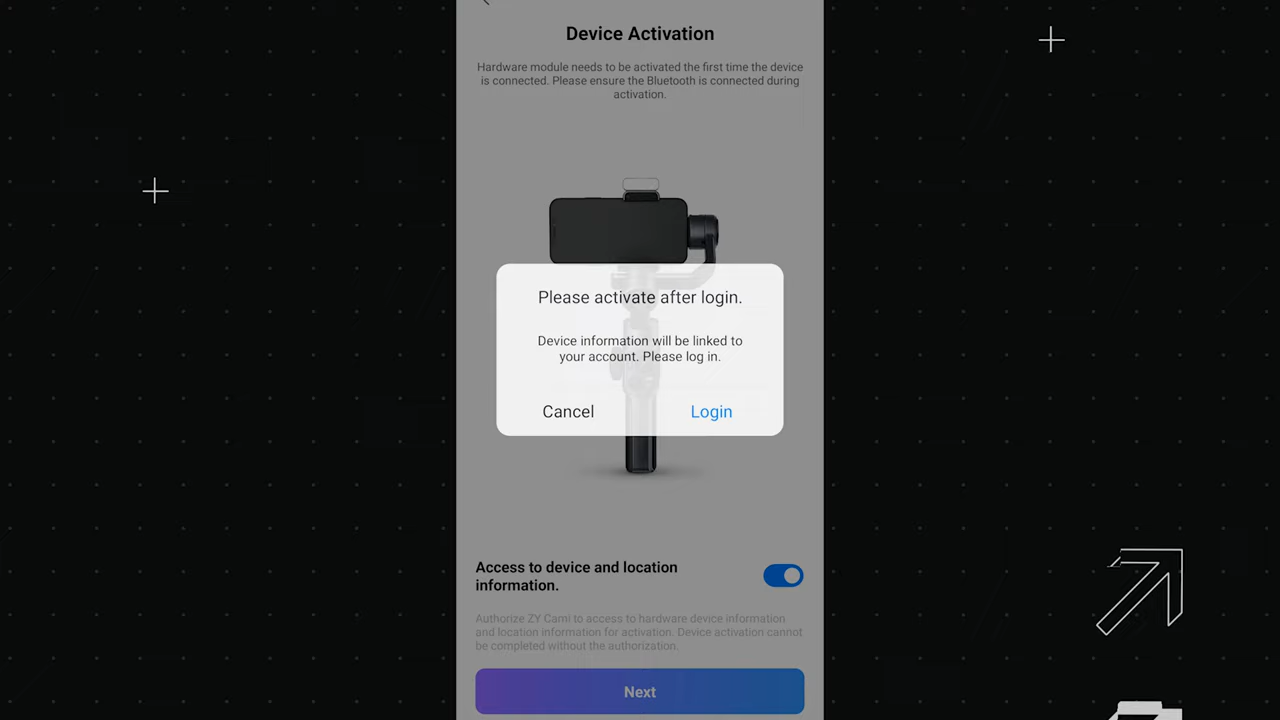 Device Activation
Hardware module needs to be activated the first time the device
is connected. Please ensure the Bluetooth is connected during
activation.
Please activate after login.
Device information will be linked to
your account. Please log in.
Cancel
Login
Access to device and location
information.
Authorize ZY Cami to access to hardware device information
and location information for activation. Device activation cannot
be completed without the authorization.
Next